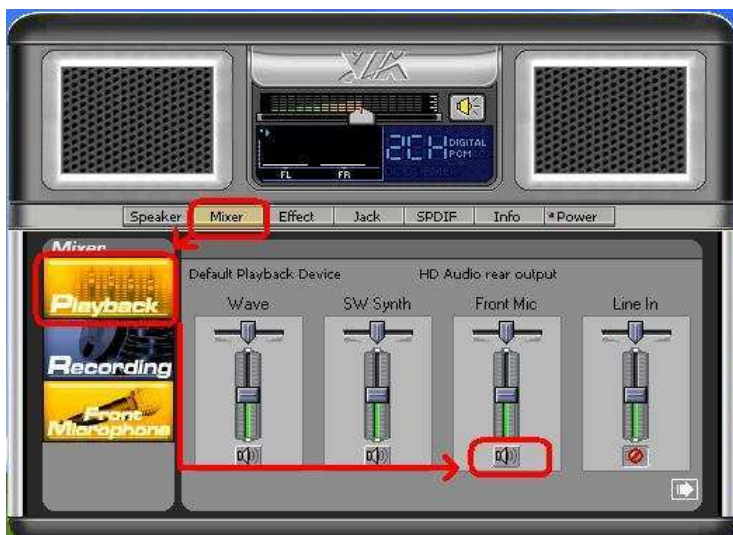 VIA
2CH DIGITAL
PCM
FL FR
Speaker Mixer Effect Jack SPDIF Info *Power
Mixer
Default Playback Device HD Audio rear output
Playback
Wave SW Synth Front Mic Line In
Recording
Front
Microphone